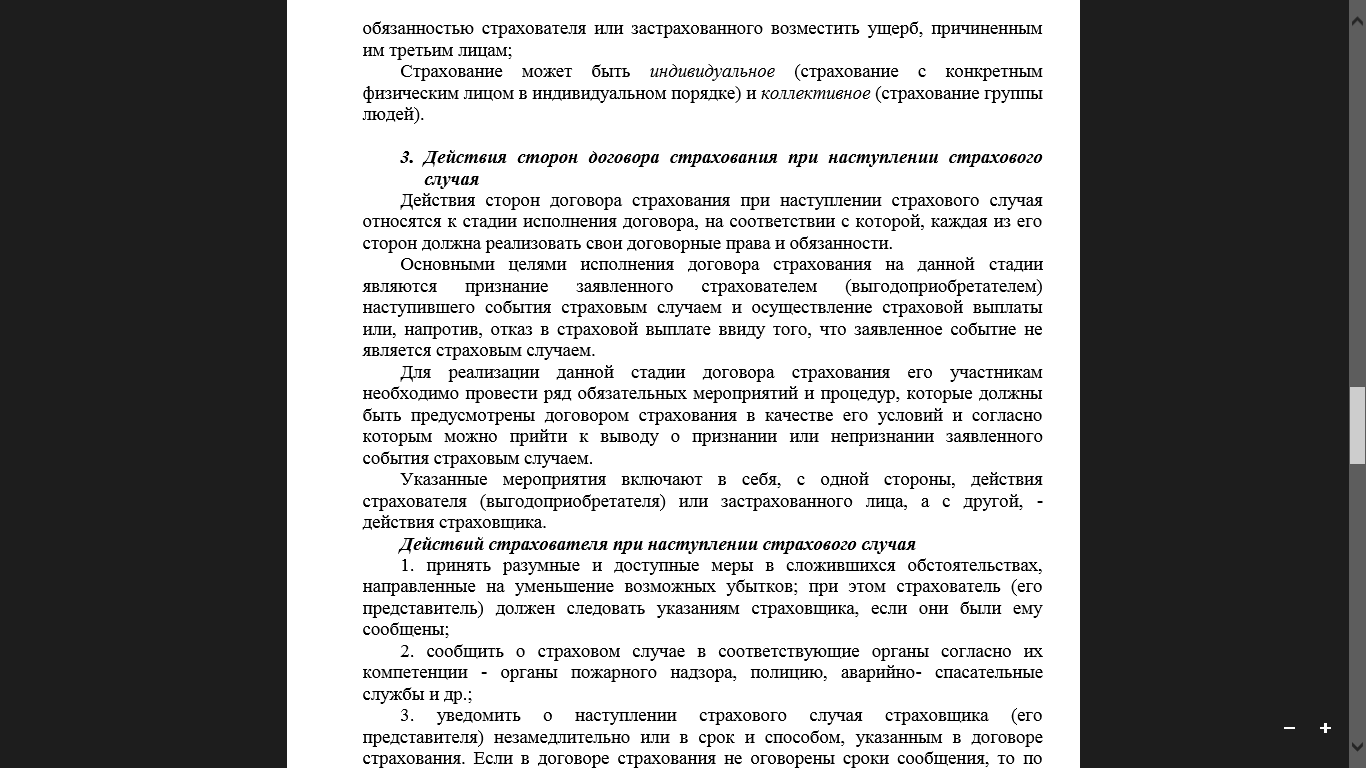 обязанностью страхователя или застрахованного возместить ущерб, причиненным
им третьим лицам;
Страхование может быть индивидуальное (страхование с конкретным
физическим лицом в индивидуальном порядке) и коллективное (страхование группы
людей).
3. Действия сторон договора страхования при наступлении страхового
случая
Действия сторон договора страхования при наступлении страхового случая
относятся к стадии исполнения договора, на соответствии с которой, каждая из его
сторон должна реализовать свои договорные права и обязанности.
Основными целями исполнения договора страхования на данной стадии
являются признание заявленного страхователем (выгодоприобретателем)
наступившего события страховым случаем и осуществление страховой выплаты
или, напротив, отказ в страховой выплате ввиду того, что заявленное событие не
является страховым случаем.
Для реализации данной стадии договора страхования его участникам
необходимо провести ряд обязательных мероприятий и процедур, которые должны
быть предусмотрены договором страхования в качестве его условий и согласно
которым можно прийти к выводу о признании или непризнании заявленного
события страховым случаем.
Указанные мероприятия включают в себя, с одной стороны, действия
страхователя (выгодоприобретателя) или застрахованного лица, а с другой, -
действия страховщика.
Действий страхователя при наступлении страхового случая
1. принять разумные и доступные меры в сложившихся обстоятельствах,
направленные на уменьшение возможных убытков; при этом страхователь (его
представитель) должен следовать указаниям страховщика, если они были ему
сообщены;
2. сообщить о страховом случае в соответствующие органы согласно их
компетенции - органы пожарного надзора, полицию, аварийно- спасательные
службы и др.;
3. уведомить о наступлении страхового случая страховщика (его
представителя) незамедлительно или в срок и способом, указанным в договоре
страхования. Если в договоре страхования не оговорены сроки сообщения, то по